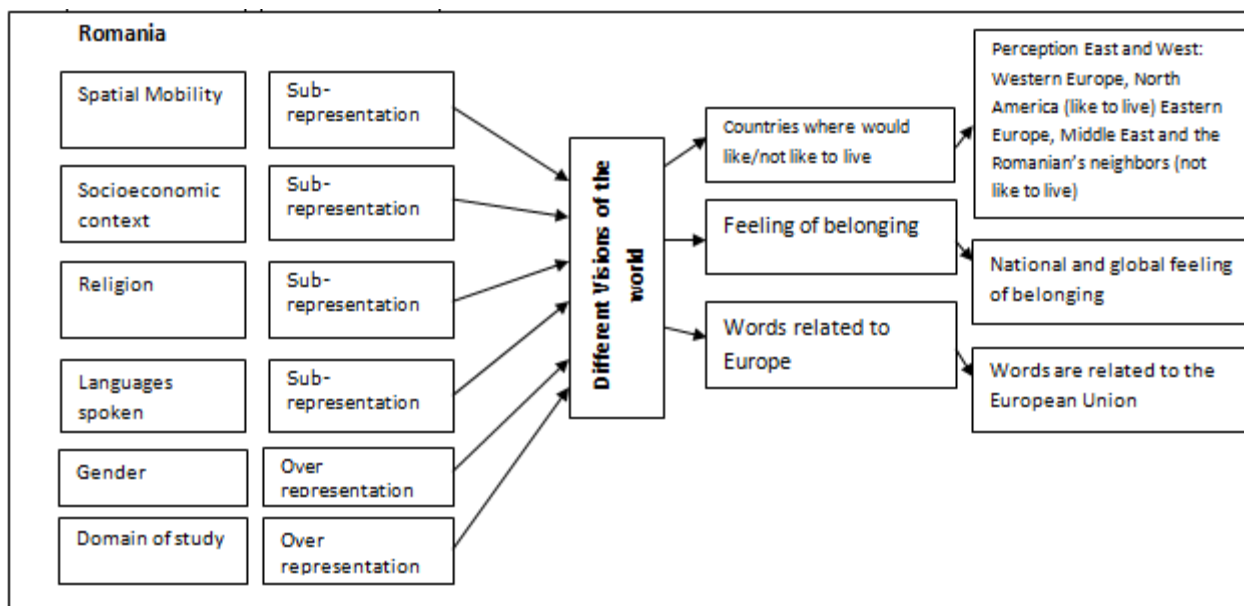 Romania
Spatial Mobility
Sub-
representation
Socioeconomic
context
Sub-
representation
Religion
Sub-
representation
Languages
spoken
Sub-
representation
Gender
Over
representation
Domain of study
Over
representation
Different Visions of the
world
Countries where would
like/not like to live
Feeling of belonging
Words related to
Europe
Perception East and West:
Western Europe, North
America (like to live) Eastern
Europe, Middle East and the
Romanian's neighbors (not
like to live)
National and global feeling
of belonging
Words are related to the
European Union